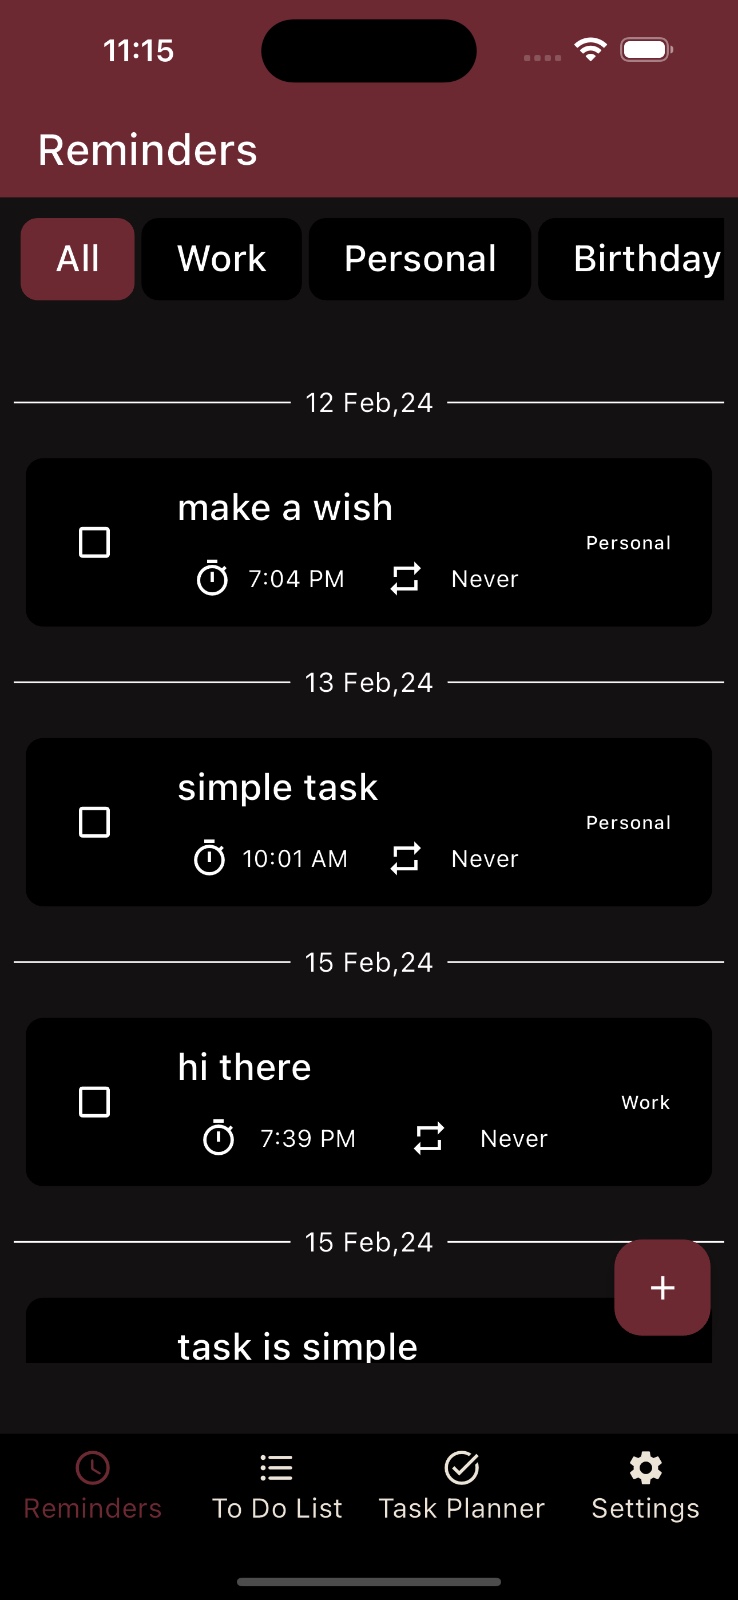 11:15
Reminders
All Work Personal Birthday
12 Feb,24
make a wish
Personal
7:04 PM Never
13 Feb,24
simple task
Personal
10:01 AM Never
15 Feb,24
hi there
Work
7:39 PM Never
15 Feb,24
+
task is simple
Reminders To Do List Task Planner Settings